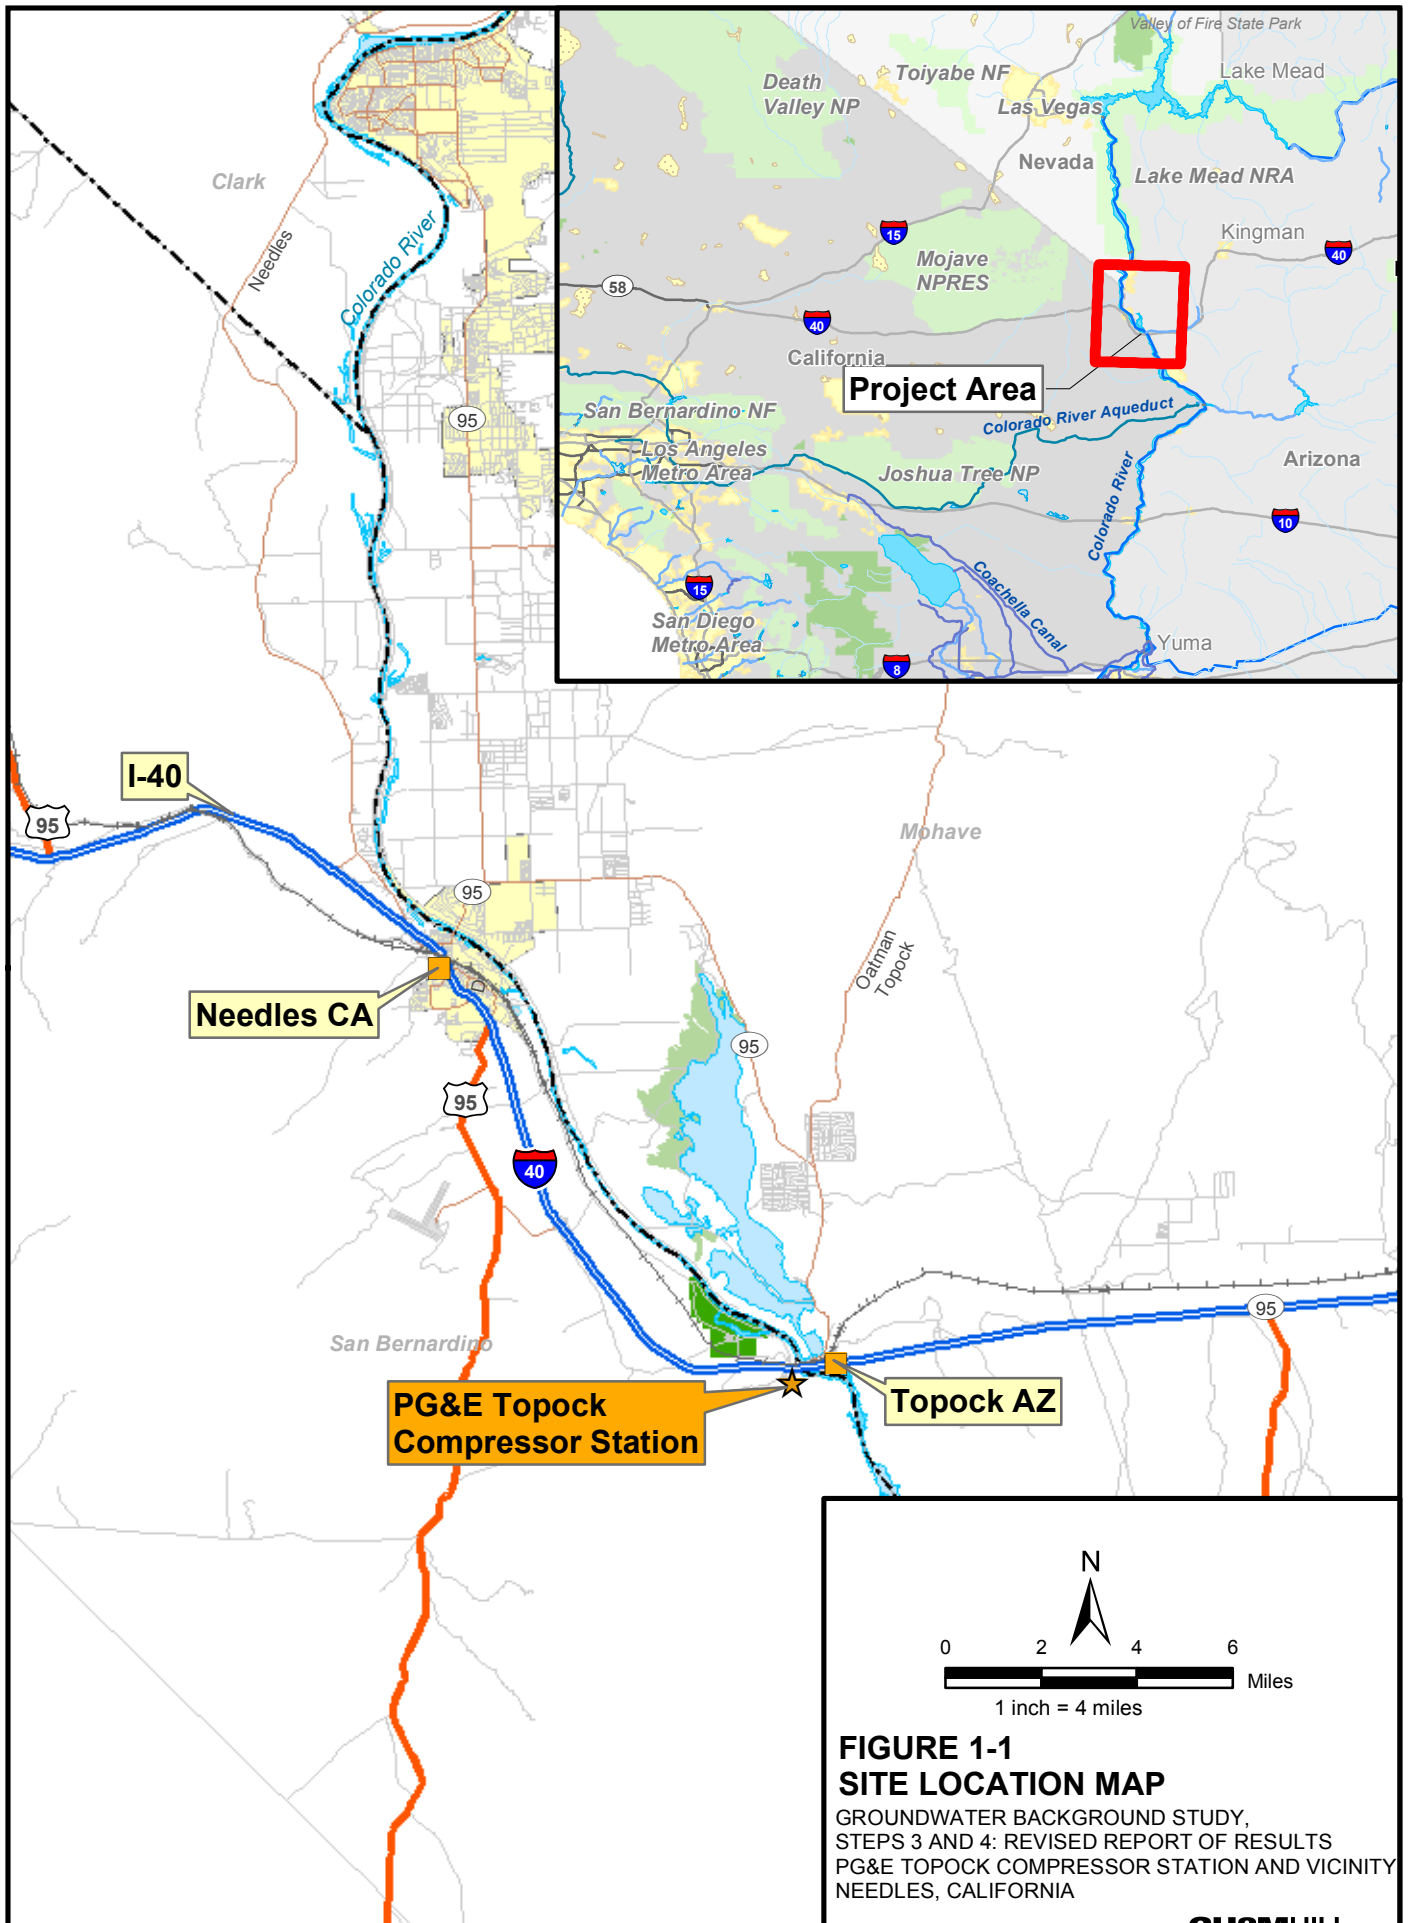 Clark
Needles
Colorado River
95
I-40
95
95
Needles CA
D
95
40
95
Mohave
Oatman
Topock
San Bernardino
95
PG&E Topock
Compressor Station
Topock AZ
Valley of Fire State Park
Lake Mead
Death
Valley NP
Toiyabe NF
Las Vegas
Nevada
Lake Mead NRA
Kingman
15
40
Mojave
NPRES
58
40
California
Project Area
San Bernardino NF
Colorado River Aqueduct
Los Angeles
Metro Area
Joshua Tree NP
Arizona
Colorado River
10
15
Coachella Canal
San Diego
Metro Area
Yuma
8
N
0 2 4 6
Miles
1 inch = 4 miles
FIGURE 1-1
SITE LOCATION MAP
GROUNDWATER BACKGROUND STUDY,
STEPS 3 AND 4: REVISED REPORT OF RESULTS
PG&E TOPOCK COMPRESSOR STATION AND VICINITY
NEEDLES, CALIFORNIA